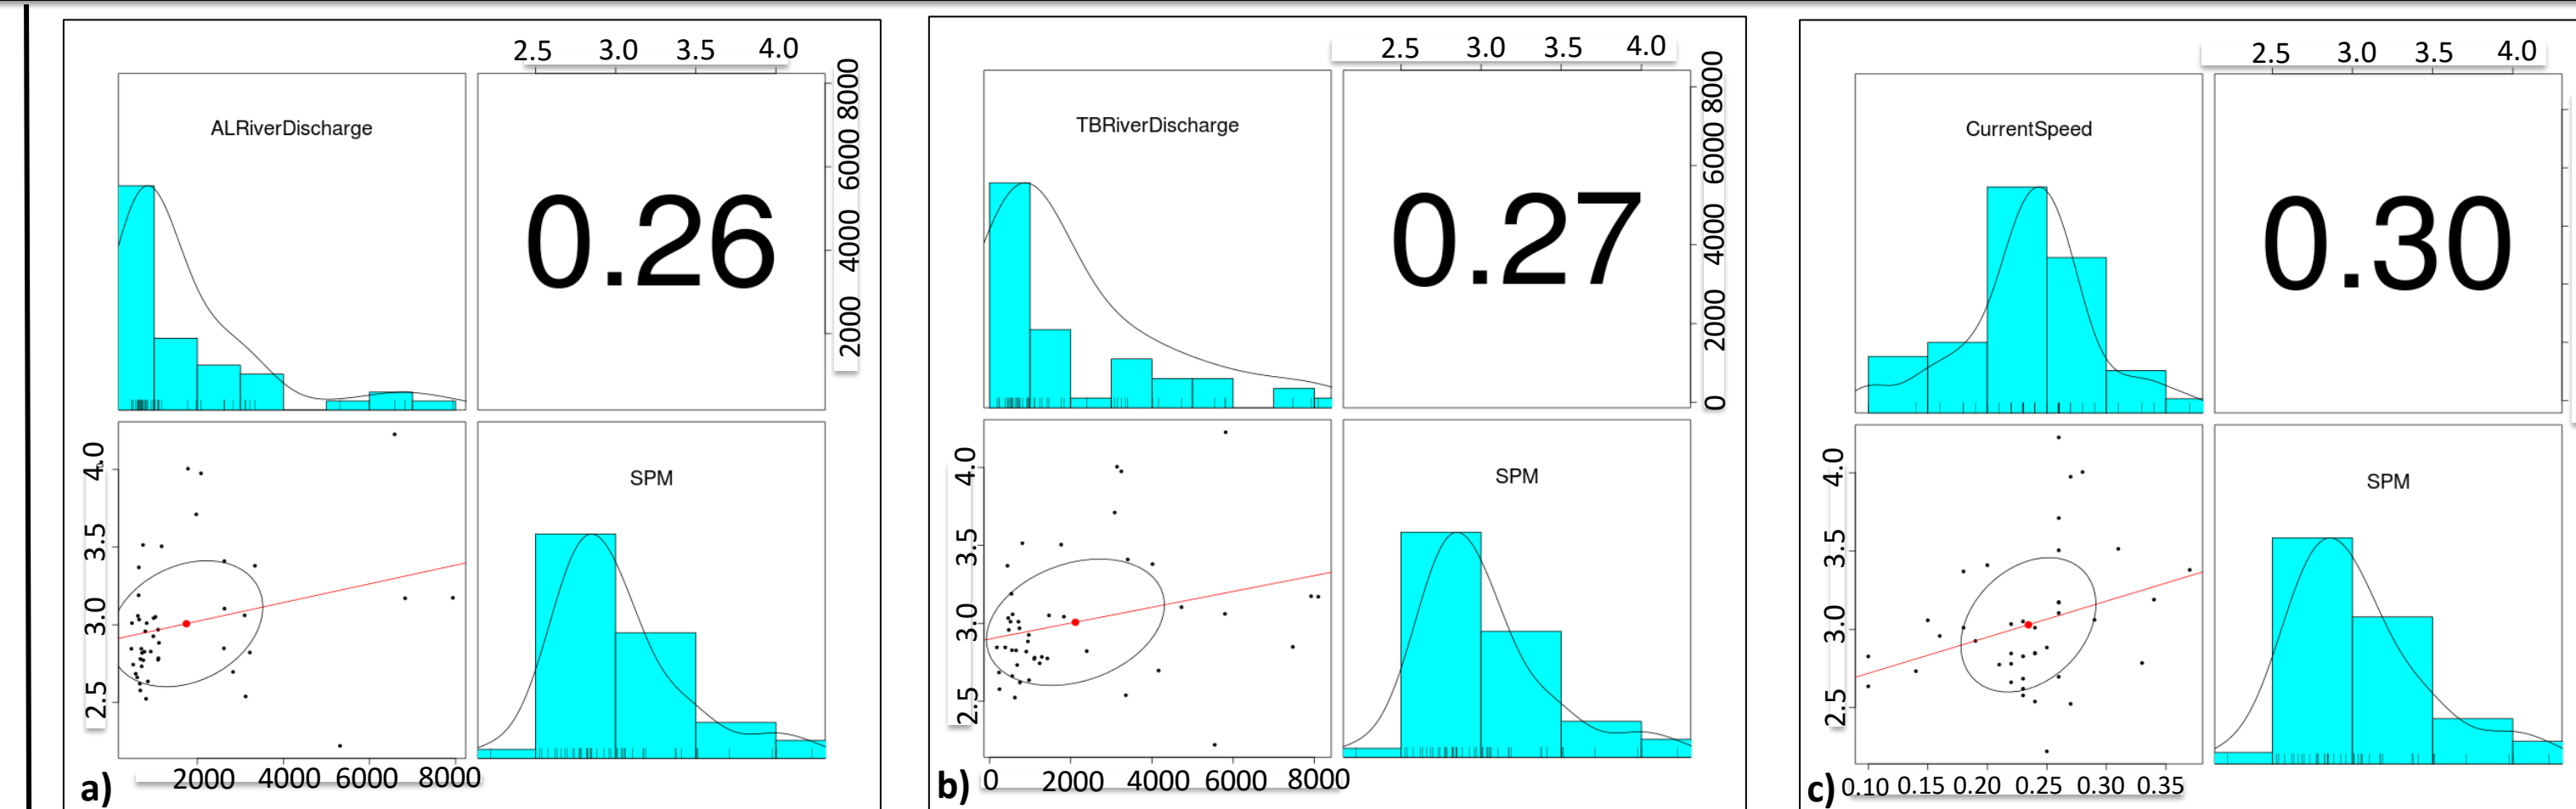 2.5 3.0 3.5 4.0
ALRiverDischarge
0.26
2000 4000 6000 8000
4.0
3.5
3.0
2.5
SPM
a)
2000 4000 6000 8000
2.5 3.0 3.5 4.0
TBRiverDischarge
0.27
0 2000 4000 6000 8000
4.0
3.5
3.0
2.5
SPM
b)
0 2000 4000 6000 8000
2.5 3.0 3.5 4.0
CurrentSpeed
0.30
4.0
3.5
3.0
2.5
SPM
c)
0.10 0.15 0.20 0.25 0.30 0.35